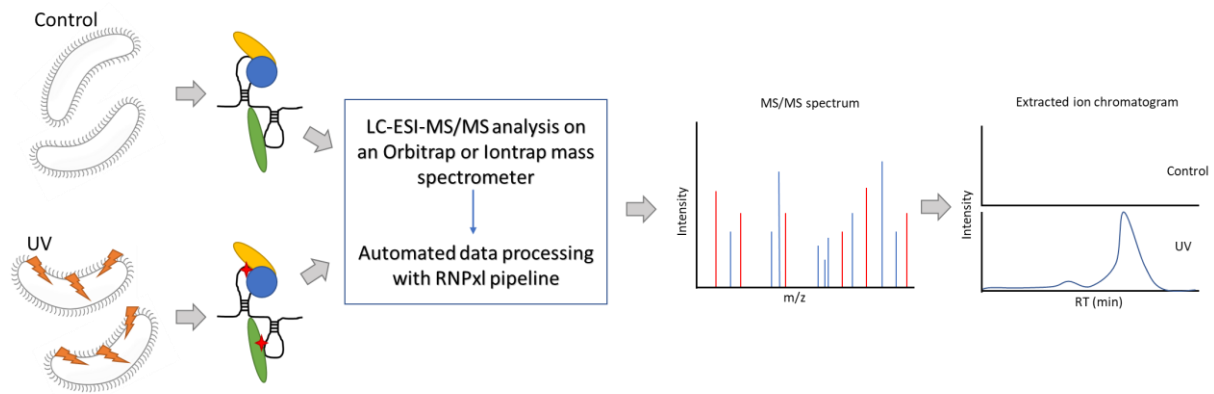 Control
UV
LC-ESI-MS/MS analysis on
an Orbitrap or Iontrap mass
spectrometer
Automated data processing
with RNPxl pipeline
MS/MS spectrum
Intensity
m/z
Extracted ion chromatogram
Control
Intensity
UV
RT (min)